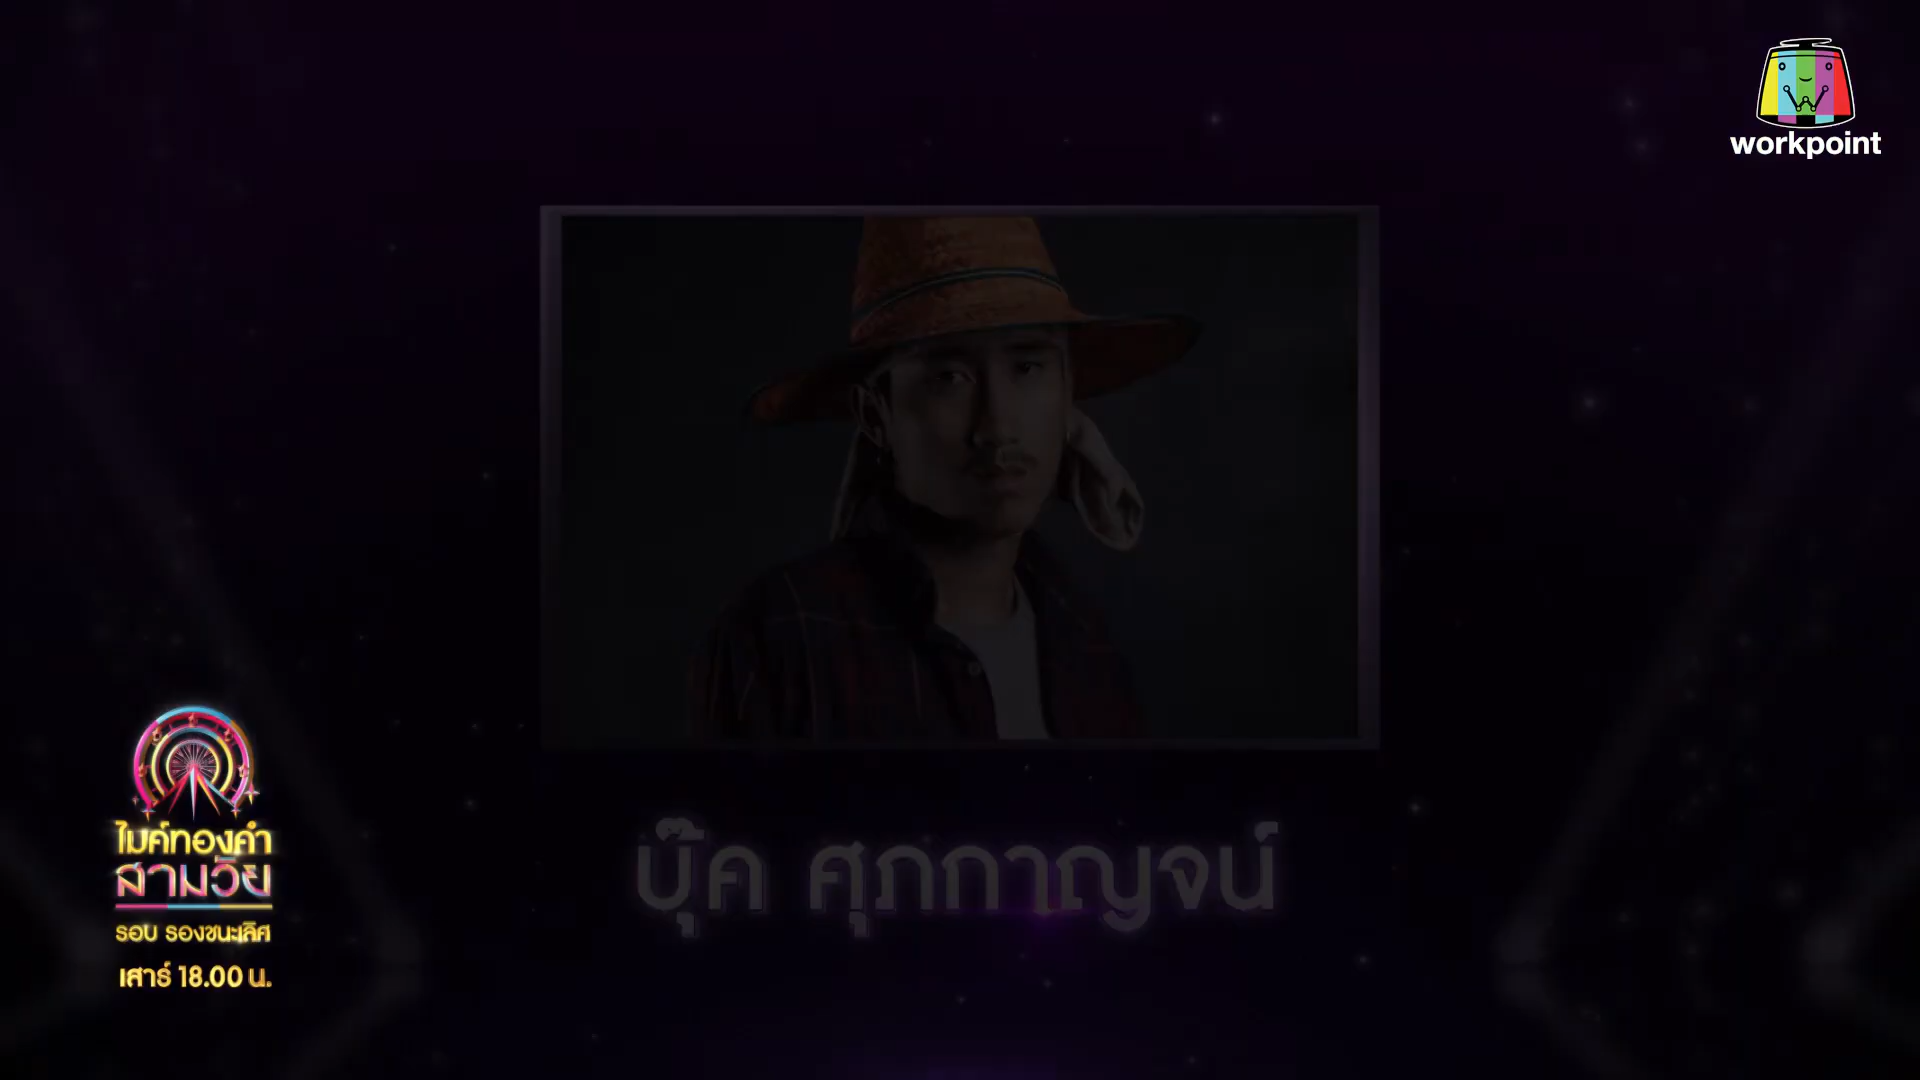 workpoint
บุ๊ค ศุภกาญจน์
ไมค์ทองคำ
สามวัย
รอบ รองชนะเลิศ
เสาร์ 18.00 น.